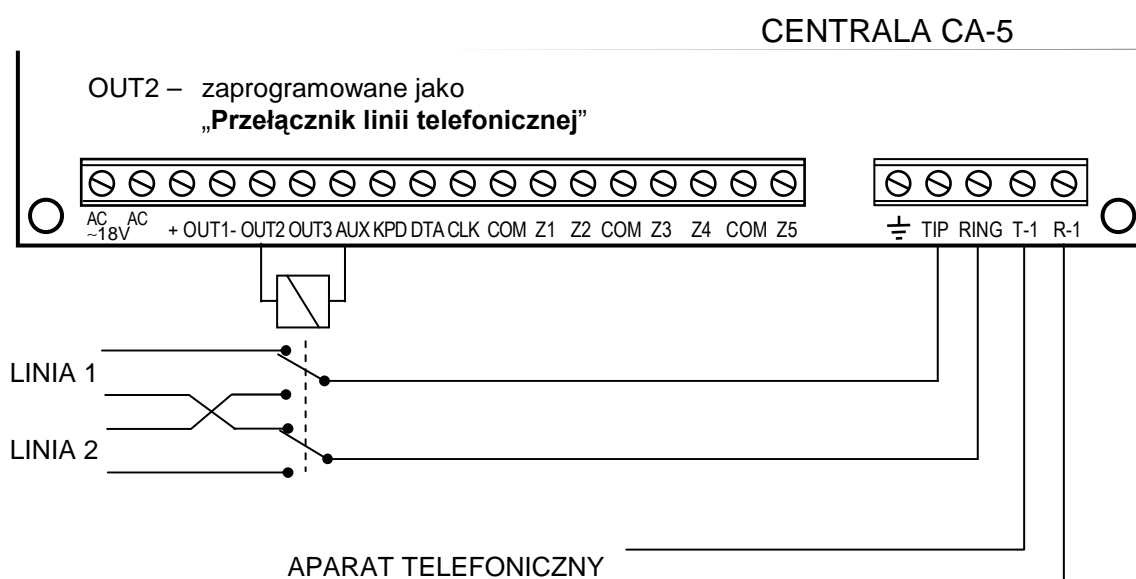 CENTRALA CA-5
OUT2 – zaprogramowane jako
„Przełącznik linii telefonicznej”
AC AC
~18V
+ OUT1- OUT2 OUT3 AUX KPD DTA CLK COM Z1 Z2 COM Z3 Z4 COM Z5
TIP RING T-1 R-1
LINIA 1
LINIA 2
APARAT TELEFONICZNY